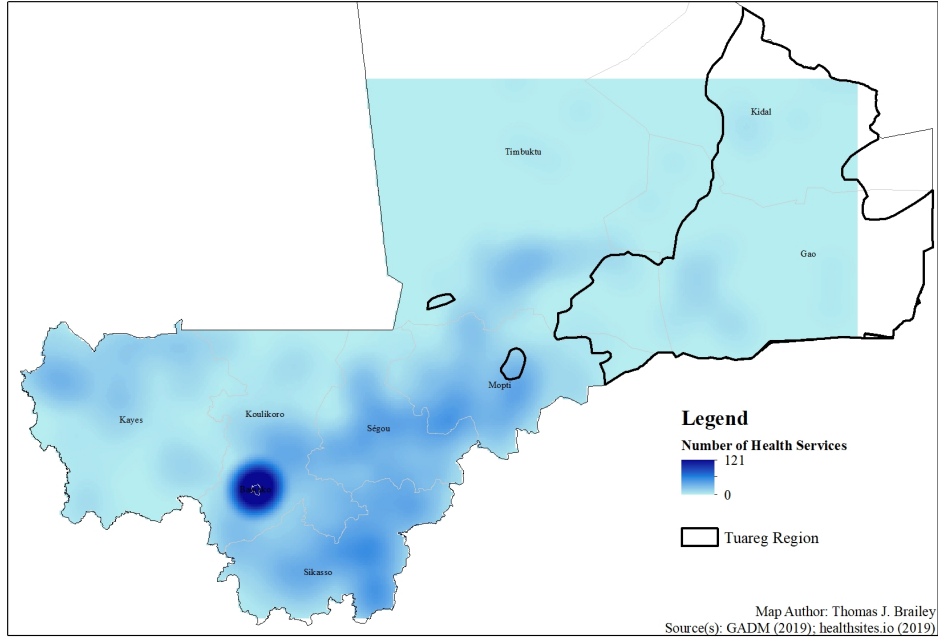 Kidal
Timbuktu
Gao
Mopti
Kayes
Koulikoro
Ségou
Sikasso
Legend
Number of Health Services
121
0
Tuareg Region
Map Author: Thomas J. Brailey
Source(s): GADM (2019); healthsites.io (2019)